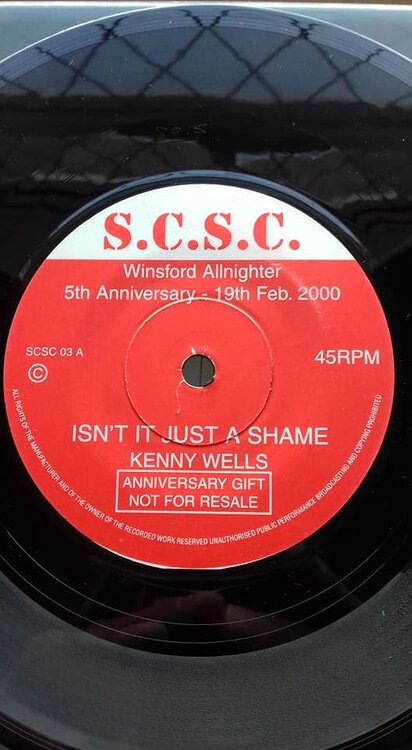 S.C.S.C.
Winsford Allnighter
5th Anniversary - 19th Feb. 2000
SCSC 03 A
©
45RPM
ISN'T IT JUST A SHAME
KENNY WELLS
ANNIVERSARY GIFT
NOT FOR RESALE
ALL RIGHTS OF THE MANUFACTURER AND OF THE OWNER OF THE RECORDED WORK RESERVED UNAUTHORISED PUBLIC PERFORMANCE BROADCASTING AND COPYING PROHIBITED